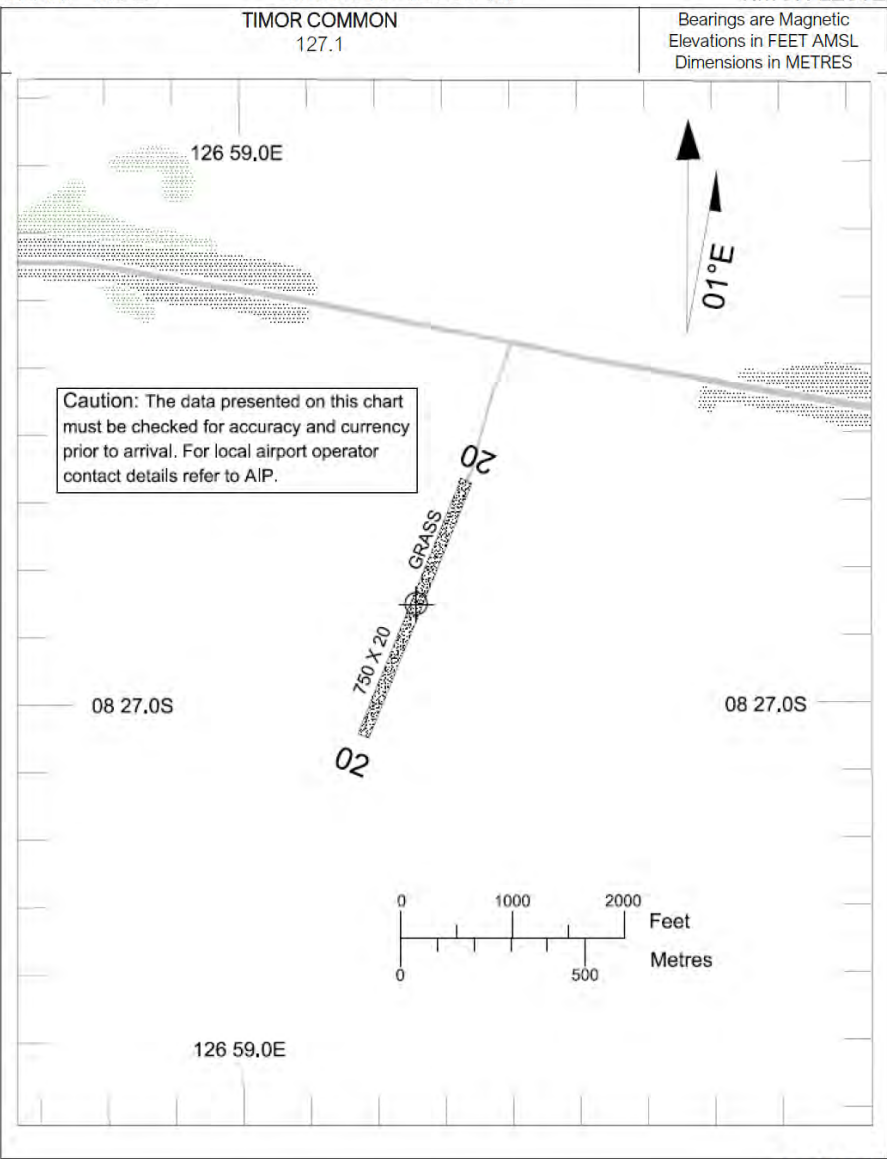 TIMOR COMMON
127.1
Bearings are Magnetic
Elevations in FEET AMSL
Dimensions in METRES
126 59.0E
01°E
Caution: The data presented on this chart
must be checked for accuracy and currency
prior to arrival. For local airport operator
contact details refer to AIP.
20
GRASS
750 X 20
08 27.0S
08 27.0S
02
0 1000 2000
Feet
Metres
0 500
126 59.0E